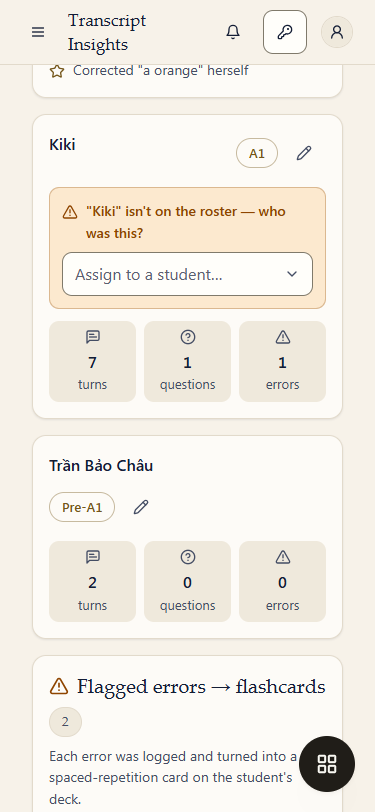 Transcript
Insights
Corrected "a orange" herself
Kiki
A1
"Kiki" isn't on the roster — who
was this?
Assign to a student...
7
turns
1
questions
1
errors
Trần Bảo Châu
Pre-A1
2
turns
0
questions
0
errors
Flagged errors → flashcards
2
Each error was logged and turned into a
spaced-repetition card on the student's
deck.